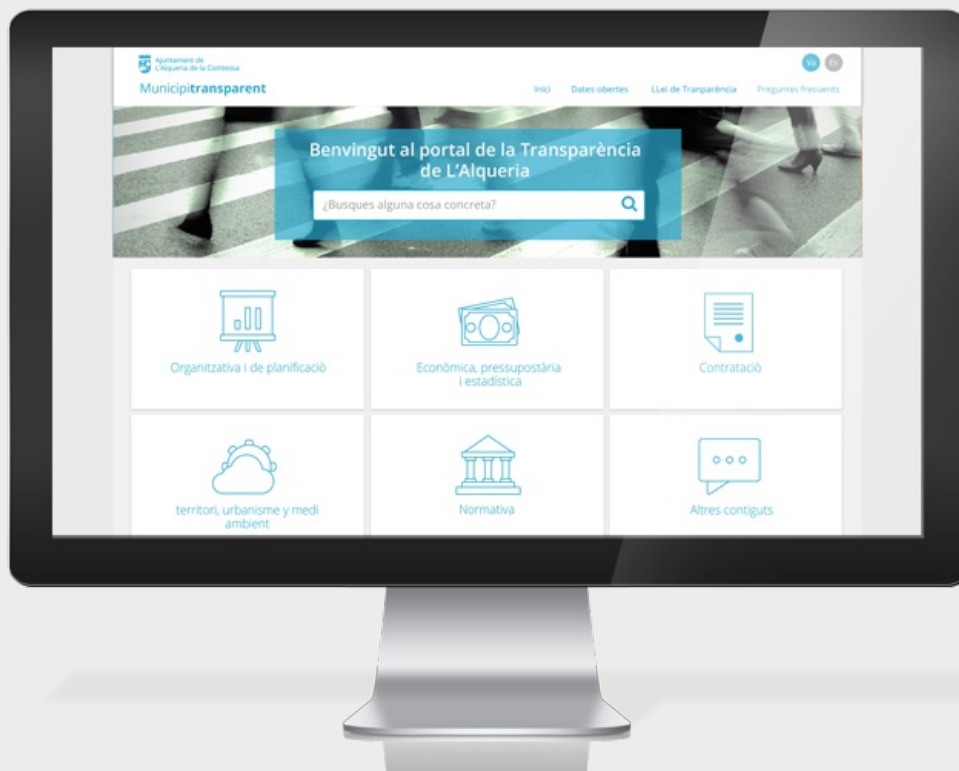 Ajuntament de
L'Alqueria de la Comtessa
Va Es
Municipitransparent
Inici Dates obertes LLei de Tranparència Preguntes frecuents
Benvingut al portal de la Transparència
de L'Alqueria
¿Busques alguna cosa concreta?
Organitzativa i de planificaciò
Econòmica, pressupostària
i estadística
Contrataciò
territori, urbanisme y medi
ambient
Normativa
Altres contiguts